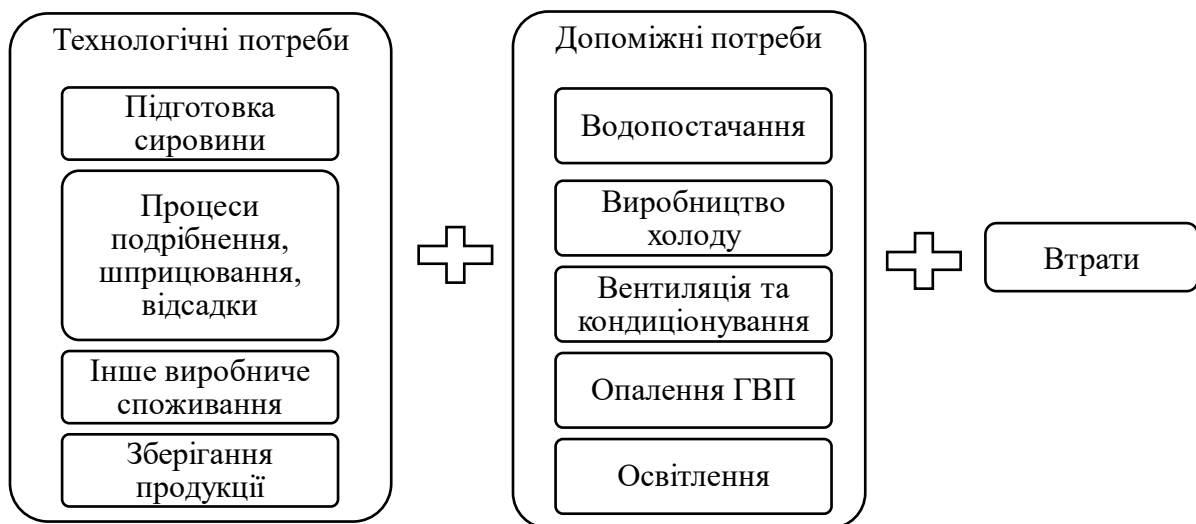 Технологічні потреби
Підготовка
сировини
Процеси
подрібнення,
шприцювання,
відсадки
Інше виробниче
споживання
Зберігання
продукції
Допоміжні потреби
Водопостачання
Виробництво
холоду
Вентиляція та
кондиціонування
Опалення ГВП
Освітлення
Втрати